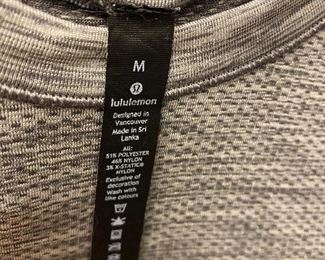 M
lululemon
Designed in
Vancouver
Made in Sri
Lanka
All:
51% POLYESTER
46% NYLON
3% X-STATIC®
NYLON
Exclusive of
decoration
Wash with
like colours